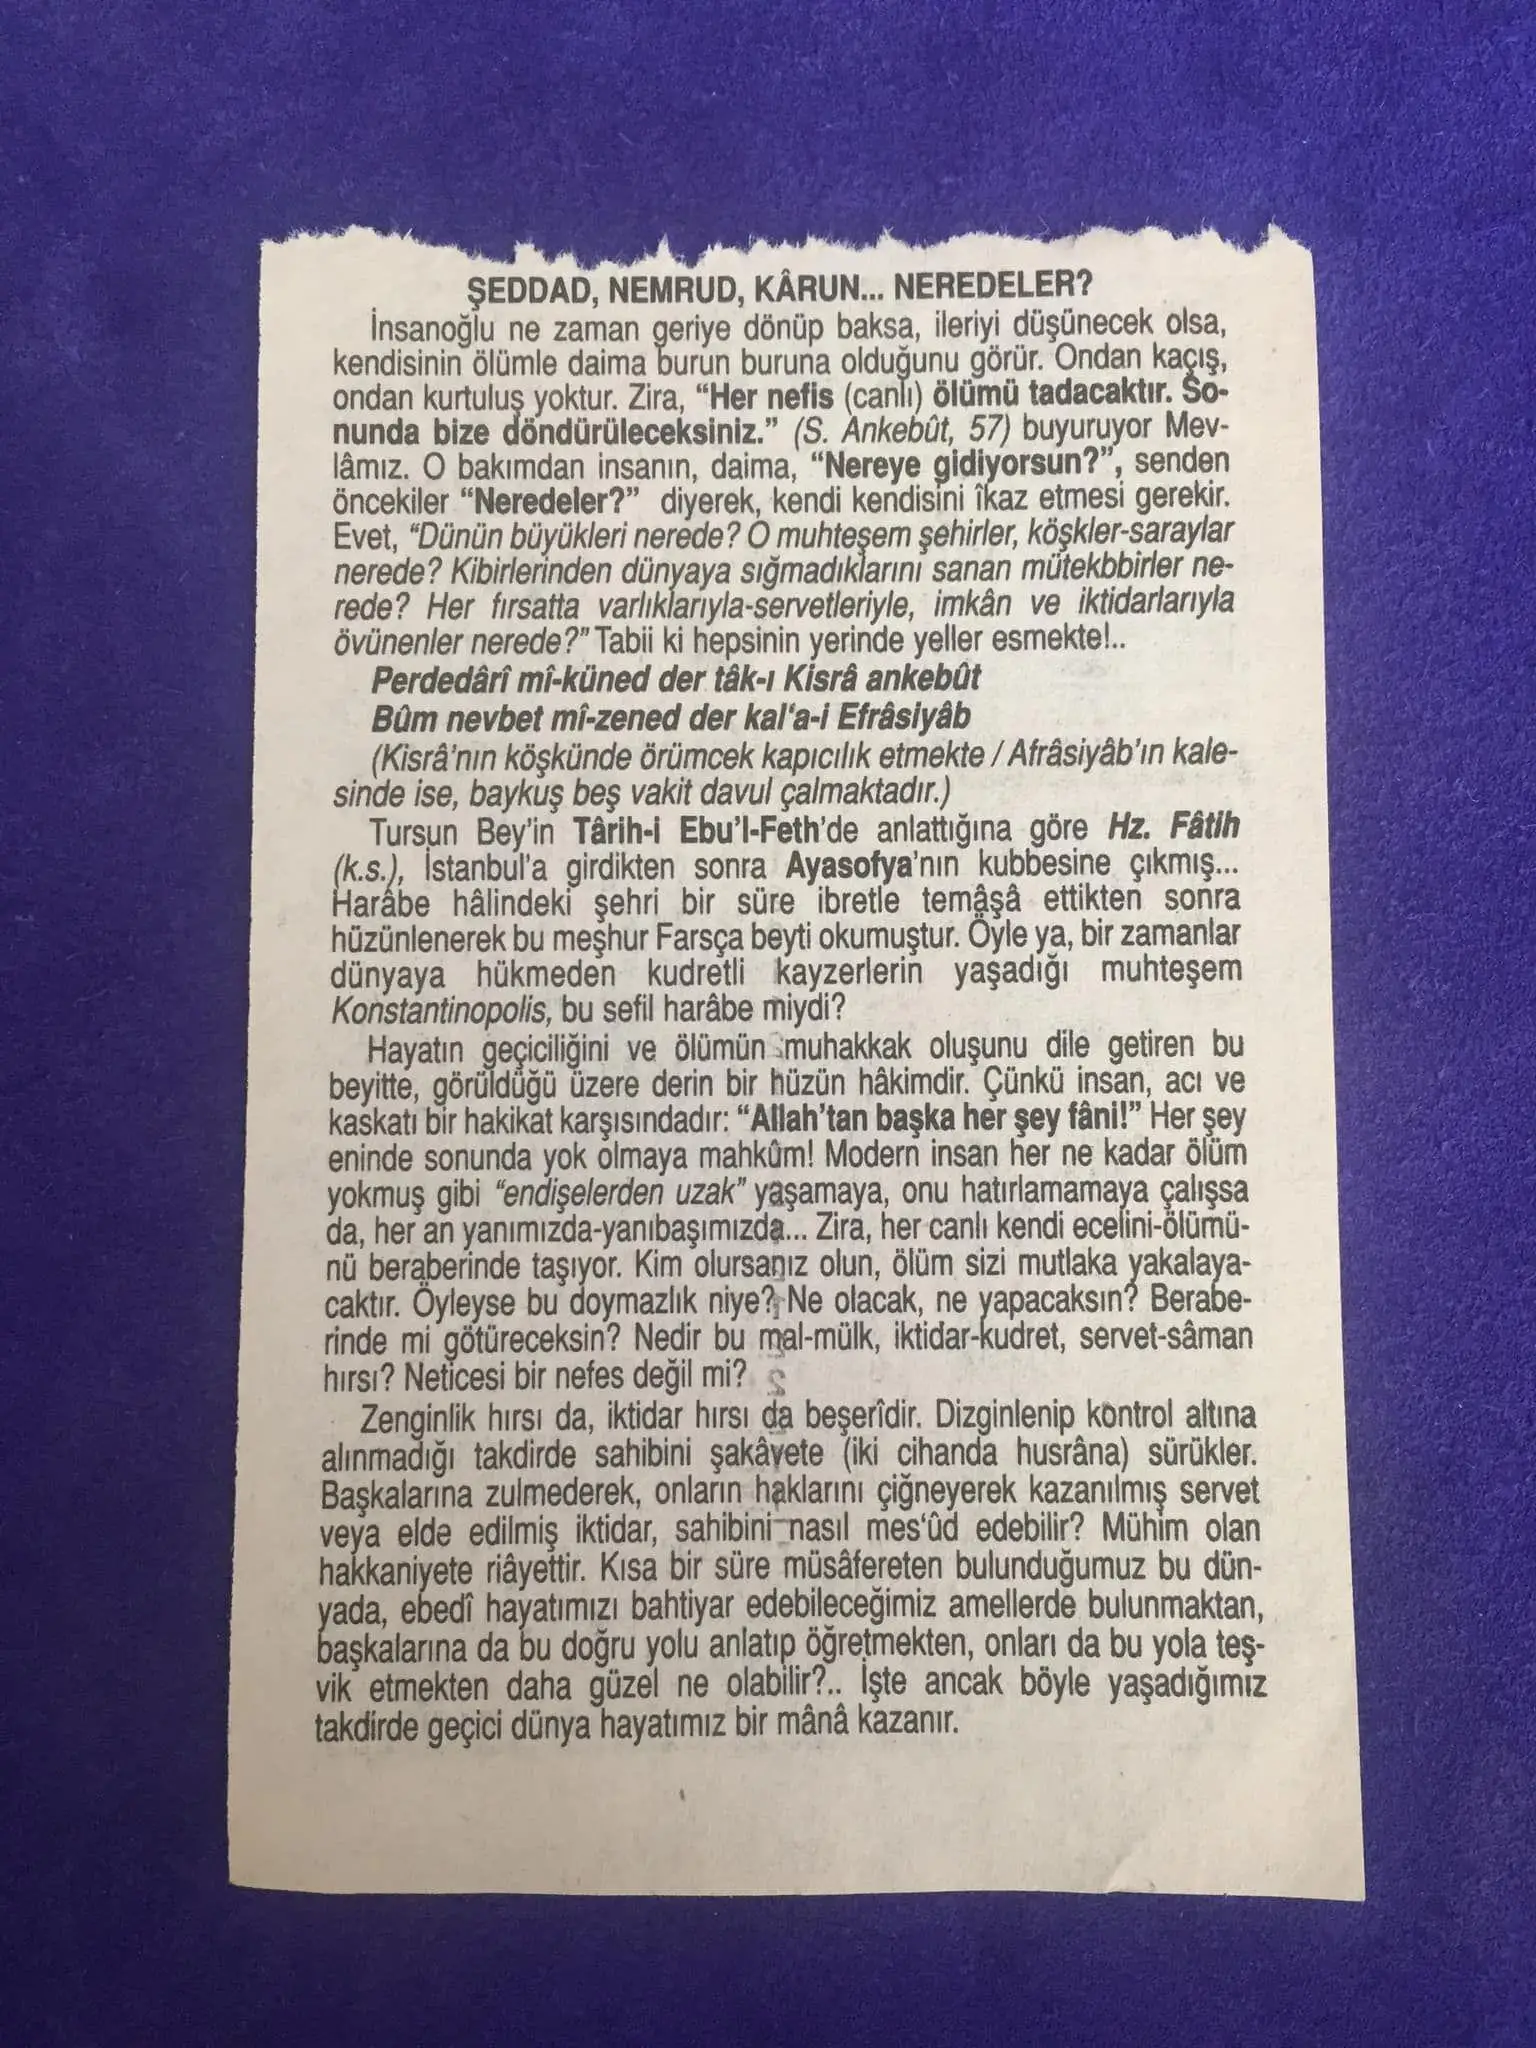 ŞEDDAD, NEMRUD, KÂRUN... NEREDELER?
İnsanoğlu ne zaman geriye dönüp baksa, ileriyi düşünecek olsa,
kendisinin ölümle daima burun buruna olduğunu görür. Ondan kaçış,
ondan kurtuluş yoktur. Zira, “Her nefis (canlı) ölümü tadacaktır. So-
nunda bize döndürüleceksiniz.” (S. Ankebût, 57) buyuruyor Mev-
lâmız. O bakımdan insanın, daima, “Nereye gidiyorsun?”, senden
öncekiler “Neredeler?” diyerek, kendi kendisini îkaz etmesi gerekir.
Evet, “Dünün büyükleri nerede? O muhteşem şehirler, köşkler-saraylar
nerede? Kibirlerinden dünyaya sığmadıklarını sanan mütekbbirler ne-
rede? Her fırsatta varlıklarıyla-servetleriyle, imkân ve iktidarlarıyla
övünenler nerede?” Tabii ki hepsinin yerinde yeller esmekte!..
Perdedârî mî-küned der tâk-ı Kisrâ ankebût
Bûm nevbet mî-zened der kal‘a-i Efrâsiyâb
(Kisrâ’nın köşkünde örümcek kapıcılık etmekte / Afrâsiyâb’ın kale-
sinde ise, baykuş beş vakit davul çalmaktadır.)
Tursun Bey’in Târih-i Ebu’l-Feth’de anlattığına göre Hz. Fâtih
(k.s.), İstanbul’a girdikten sonra Ayasofya’nın kubbesine çıkmış...
Harâbe hâlindeki şehri bir süre ibretle temâşâ ettikten sonra
hüzünlenerek bu meşhur Farsça beyti okumuştur. Öyle ya, bir zamanlar
dünyaya hükmeden kudretli kayzerlerin yaşadığı muhteşem
Konstantinopolis, bu sefil harâbe miydi?
Hayatın geçiciliğini ve ölümün muhakkak oluşunu dile getiren bu
beyitte, görüldüğü üzere derin bir hüzün hâkimdir. Çünkü insan, acı ve
kaskatı bir hakikat karşısındadır: “Allah’tan başka her şey fâni!” Her şey
eninde sonunda yok olmaya mahkûm! Modern insan her ne kadar ölüm
yokmuş gibi “endişelerden uzak” yaşamaya, onu hatırlamamaya çalışsa
da, her an yanımızda-yanıbaşımızda... Zira, her canlı kendi ecelini-ölümü-
nü beraberinde taşıyor. Kim olursanız olun, ölüm sizi mutlaka yakalaya-
caktır. Öyleyse bu doymazlık niye? Ne olacak, ne yapacaksın? Berabe-
rinde mi götüreceksin? Nedir bu mal-mülk, iktidar-kudret, servet-sâman
hırsı? Neticesi bir nefes değil mi?
Zenginlik hırsı da, iktidar hırsı da beşerîdir. Dizginlenip kontrol altına
alınmadığı takdirde sahibini şakâvete (iki cihanda husrâna) sürükler.
Başkalarına zulmederek, onların haklarını çiğneyerek kazanılmış servet
veya elde edilmiş iktidar, sahibini nasıl mes‘ûd edebilir? Mühim olan
hakkaniyete riâyettir. Kısa bir süre müsâfereten bulunduğumuz bu dün-
yada, ebedî hayatımızı bahtiyar edebileceğimiz amellerde bulunmaktan,
başkalarına da bu doğru yolu anlatıp öğretmekten, onları da bu yola teş-
vik etmekten daha güzel ne olabilir?.. İşte ancak böyle yaşadığımız
takdirde geçici dünya hayatımız bir mânâ kazanır.